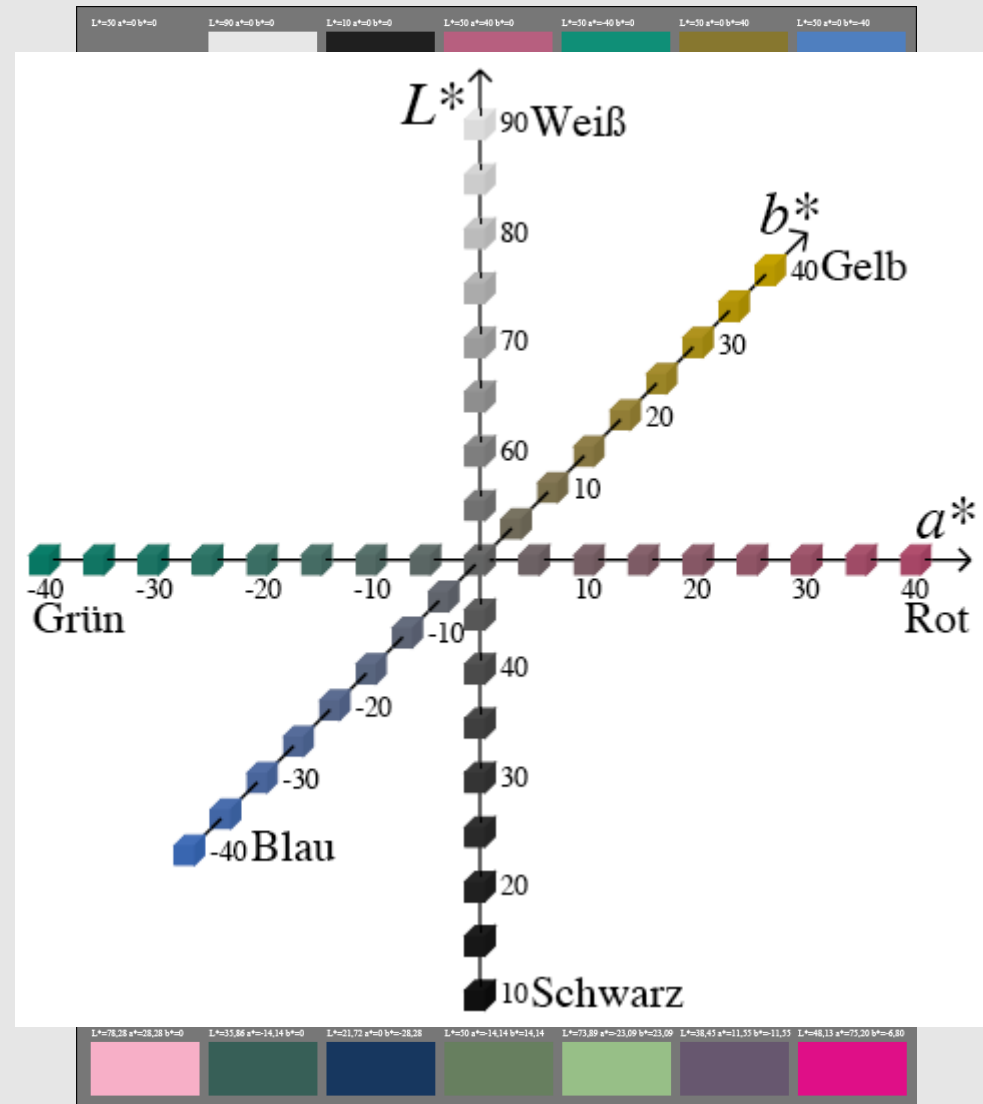 L*=50 a*=0 b*=0 L*=90 a*=0 b*=0 L*=10 a*=0 b*=0 L*=50 a*=40 b*=0 L*=50 a*=-40 b*=0 L*=50 a*=0 b*=40 L*=50 a*=0 b*=-40
L*
90 Weiß
80
b*
40 Gelb
70
30
20
60
10
a*
-40 -30 -20 -10 10 20 30 40
Grün Rot
-10
40
-20
-30
30
-40 Blau
20
10 Schwarz
L*=78,28 a*=28,28 b*=0 L*=35,86 a*=-14,14 b*=0 L*=21,72 a*=0 b*=-28,28 L*=50 a*=-14,14 b*=14,14 L*=73,89 a*=-23,09 b*=23,09 L*=38,45 a*=11,55 b*=-11,55 L*=48,13 a*=75,20 b*=-6,80